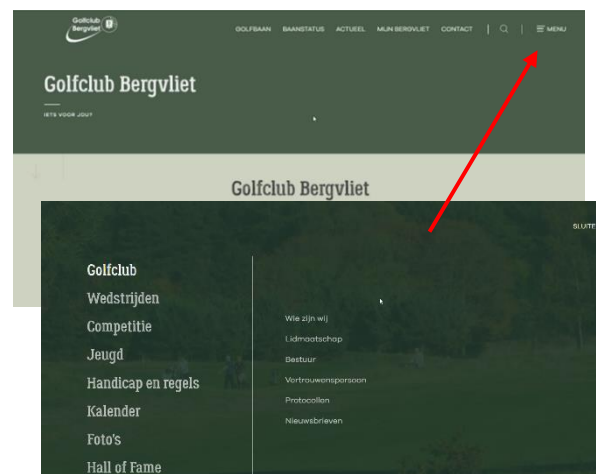 Golfclub
Bergvliet
GOLFBAAN BAANSTATUS ACTUEEL MIJN BERGVLIET CONTACT | | MENU
Golfclub Bergvliet
IETS VOOR JOU?
Golfclub Bergvliet
SLUITE
Golfclub
Wedstrijden
Competitie
Jeugd
Handicap en regels
Kalender
Foto's
Hall of Fame
Wie zijn wij
Lidmaatschap
Bestuur
Vertrouwenspersoon
Protocollen
Nieuwsbrieven